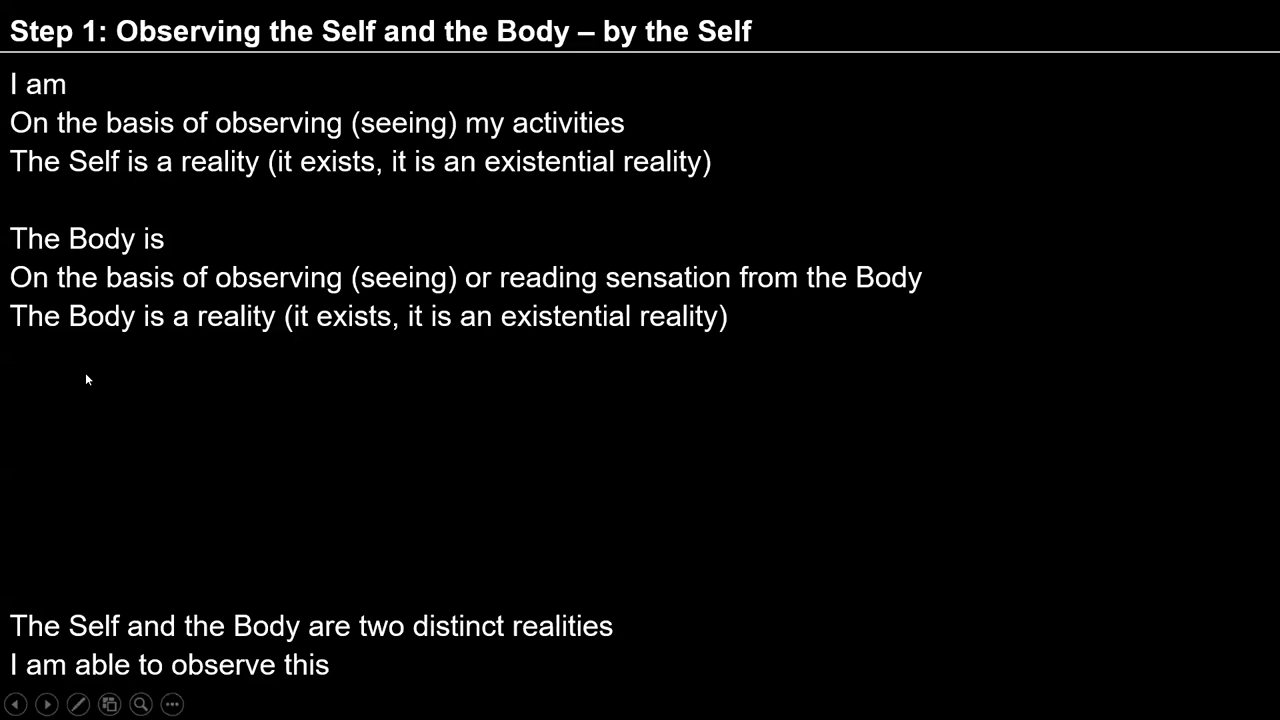 Step 1: Observing the Self and the Body – by the Self
I am
On the basis of observing (seeing) my activities
The Self is a reality (it exists, it is an existential reality)
The Body is
On the basis of observing (seeing) or reading sensation from the Body
The Body is a reality (it exists, it is an existential reality)
The Self and the Body are two distinct realities
I am able to observe this